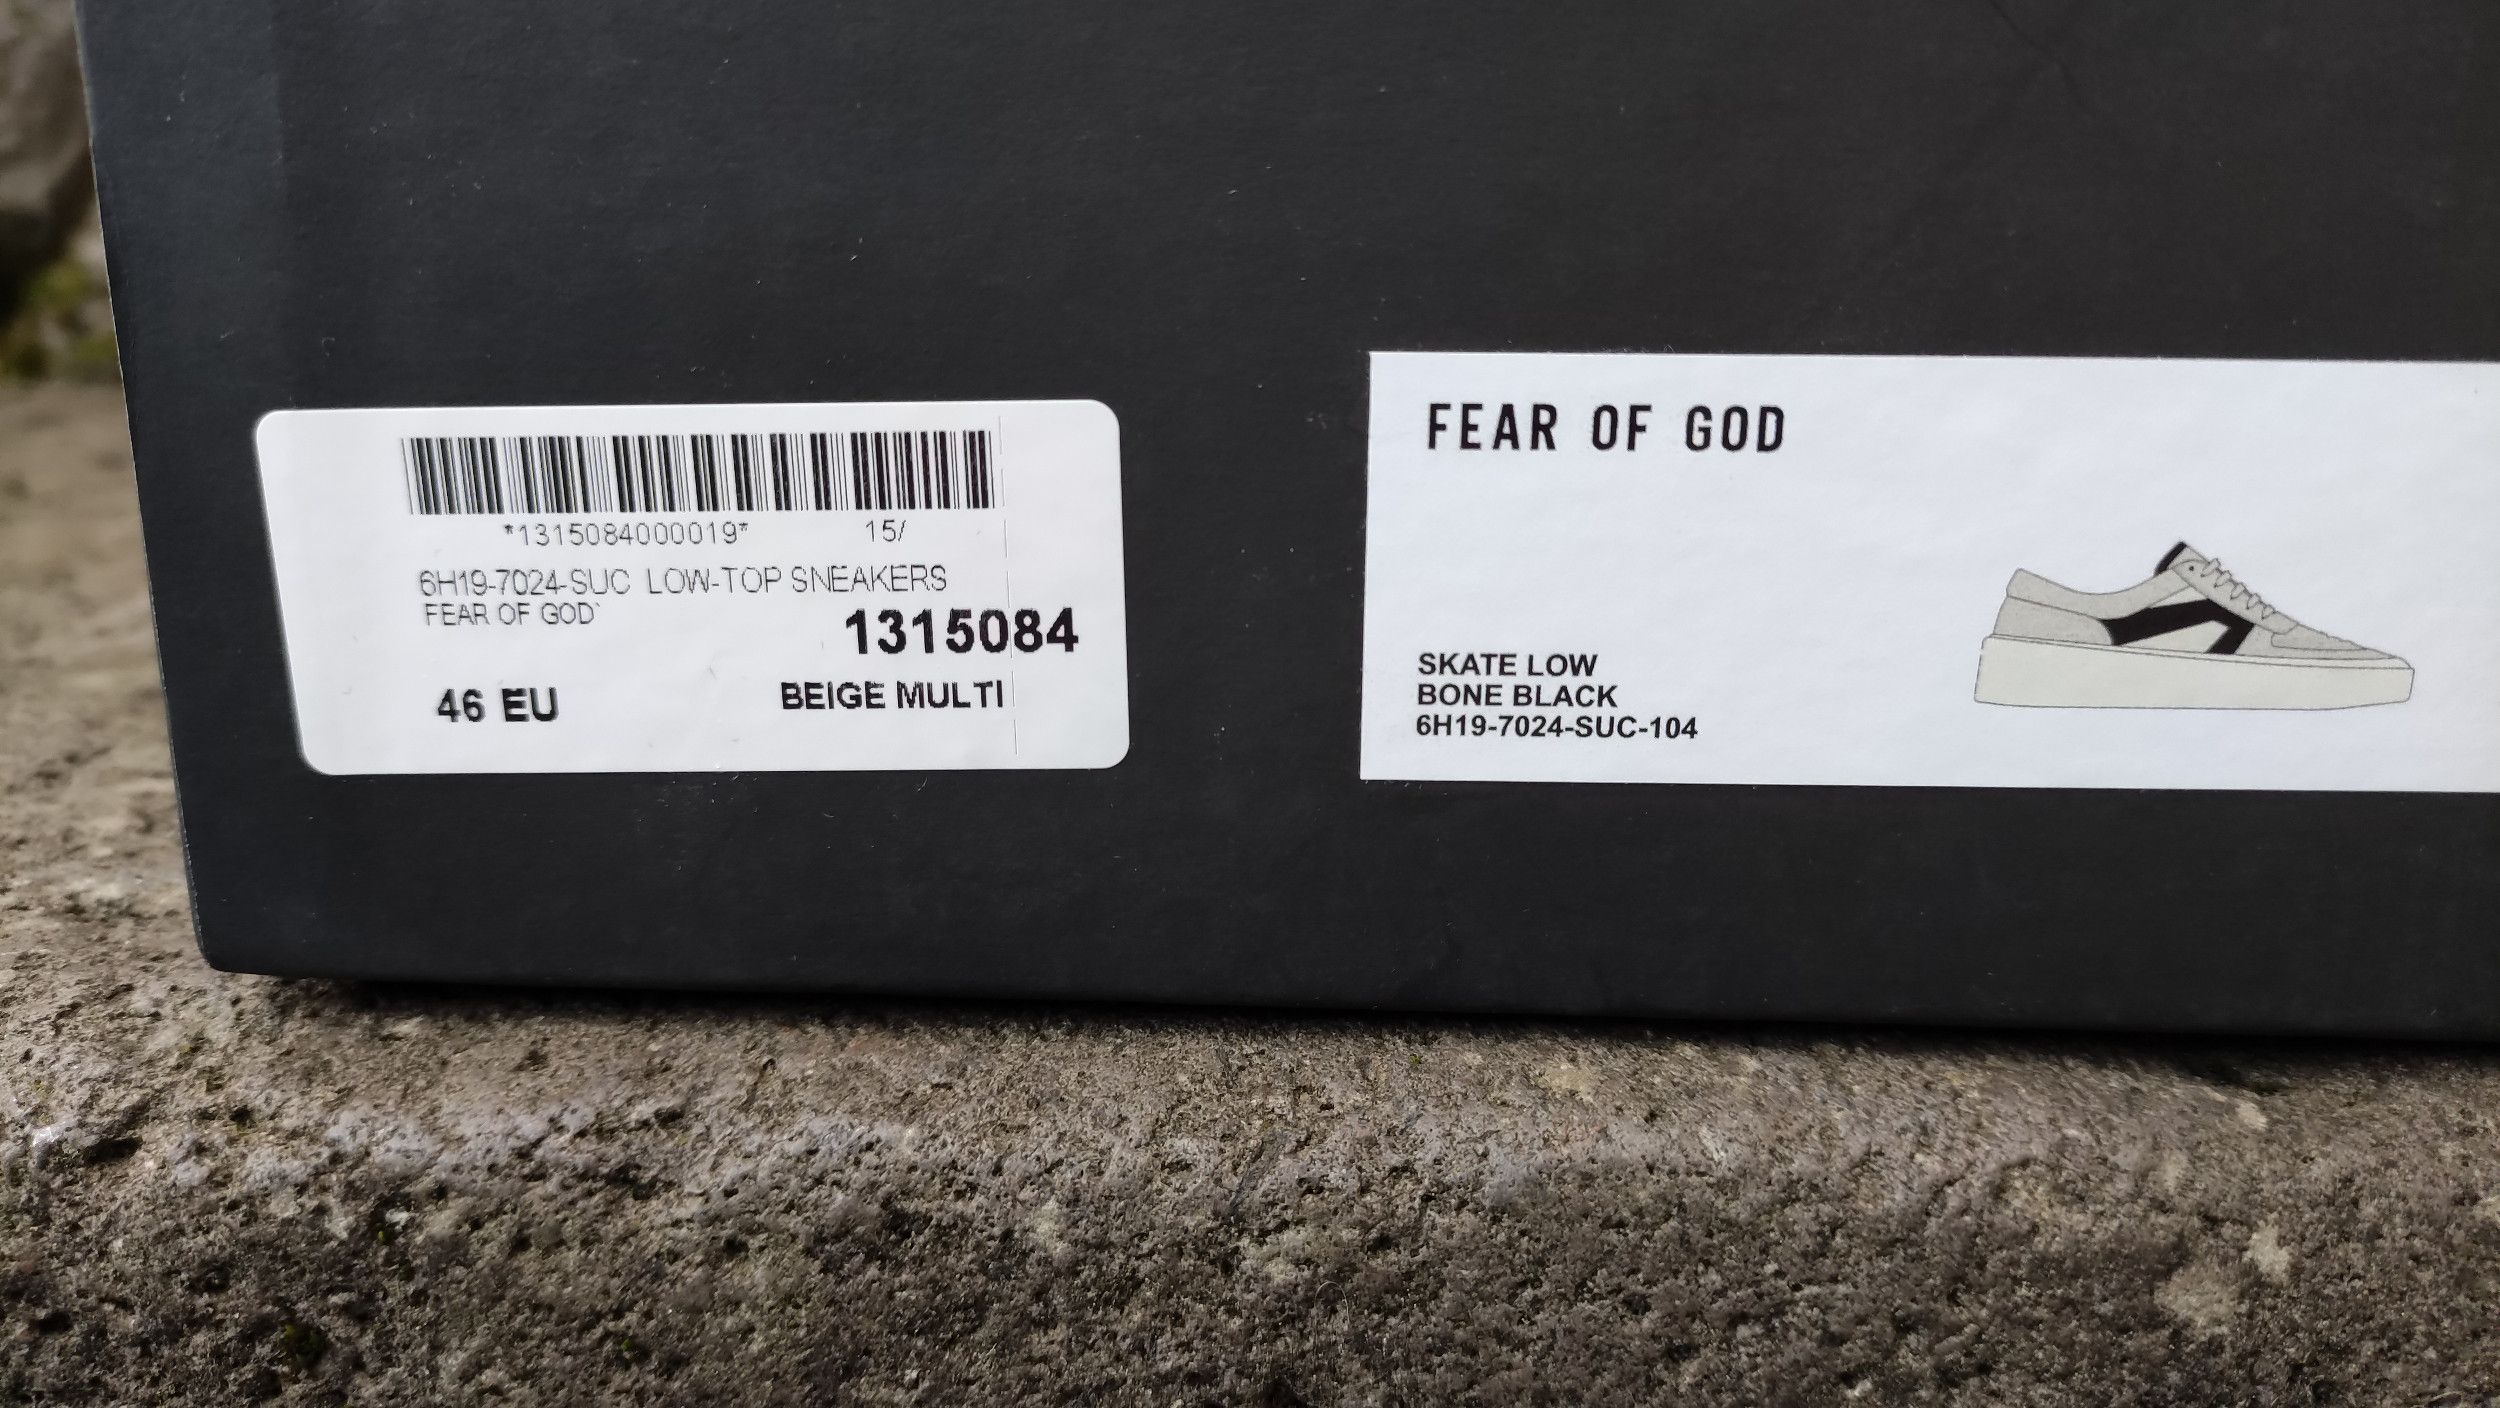 *1315084000019* 15/
6H19-7024-SUC LOW-TOP SNEAKERS
FEAR OF GOD`
1315084
46 EU BEIGE MULTI
FEAR OF GOD
SKATE LOW
BONE BLACK
6H19-7024-SUC-104